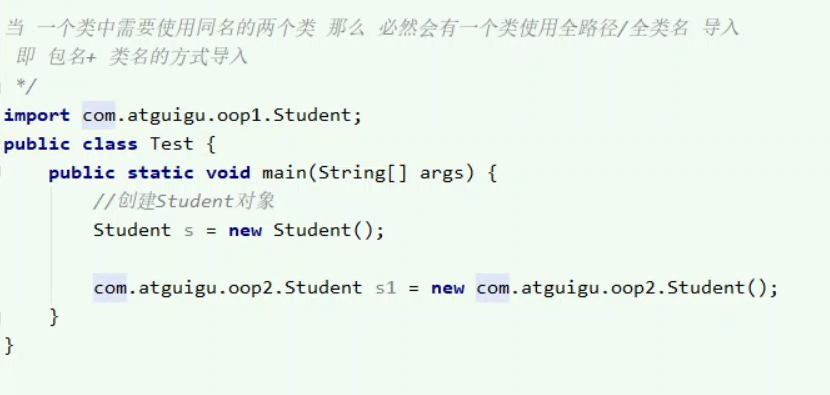 当 一个类中需要使用同名的两个类 那么 必然会有一个类使用全路径/全类名 导入
即 包名+ 类名的方式导入
*/
import com.atguigu.oop1.Student;
public class Test {
public static void main(String[] args) {
//创建Student对象
Student s = new Student();
com.atguigu.oop2.Student s1 = new com.atguigu.oop2.Student();
}
}